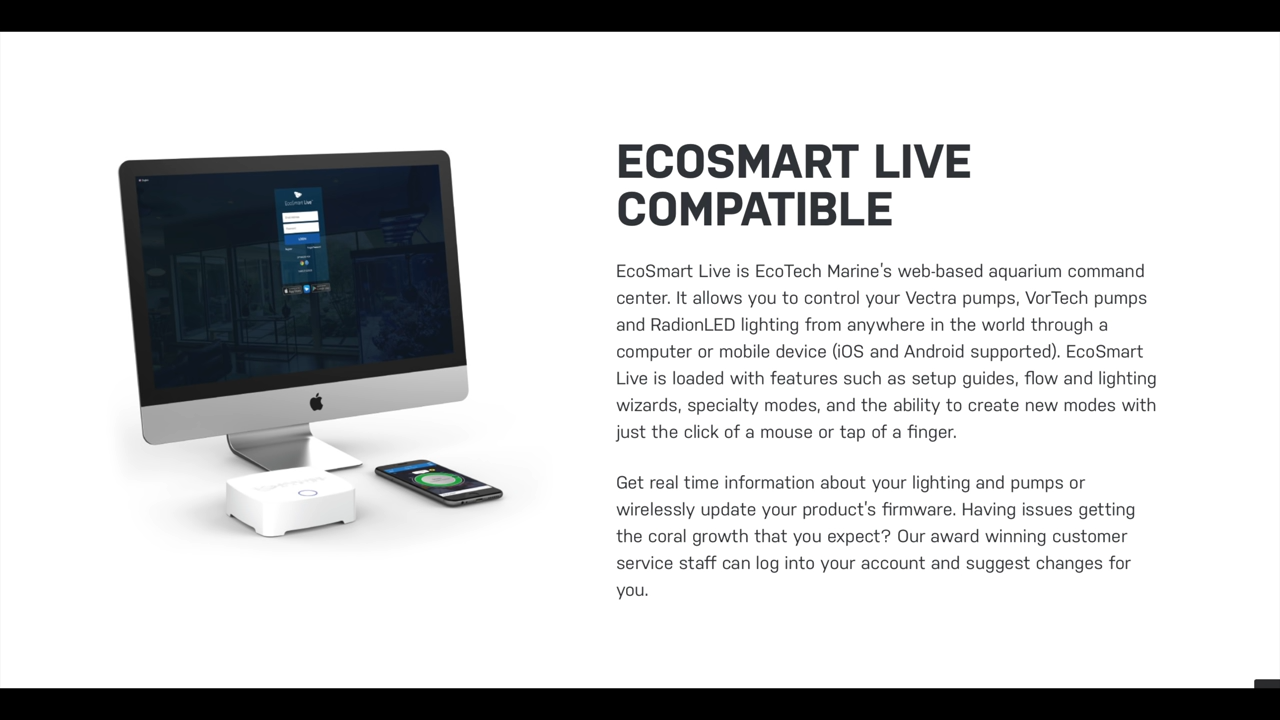 EcoSmart Live
ECOSMART LIVE
COMPATIBLE
EcoSmart Live is EcoTech Marine's web-based aquarium command
center. It allows you to control your Vectra pumps, VorTech pumps
and RadionLED lighting from anywhere in the world through a
computer or mobile device (iOS and Android supported). EcoSmart
Live is loaded with features such as setup guides, flow and lighting
wizards, specialty modes, and the ability to create new modes with
just the click of a mouse or tap of a finger.
Get real time information about your lighting and pumps or
wirelessly update your product's firmware. Having issues getting
the coral growth that you expect? Our award winning customer
service staff can log into your account and suggest changes for
you.